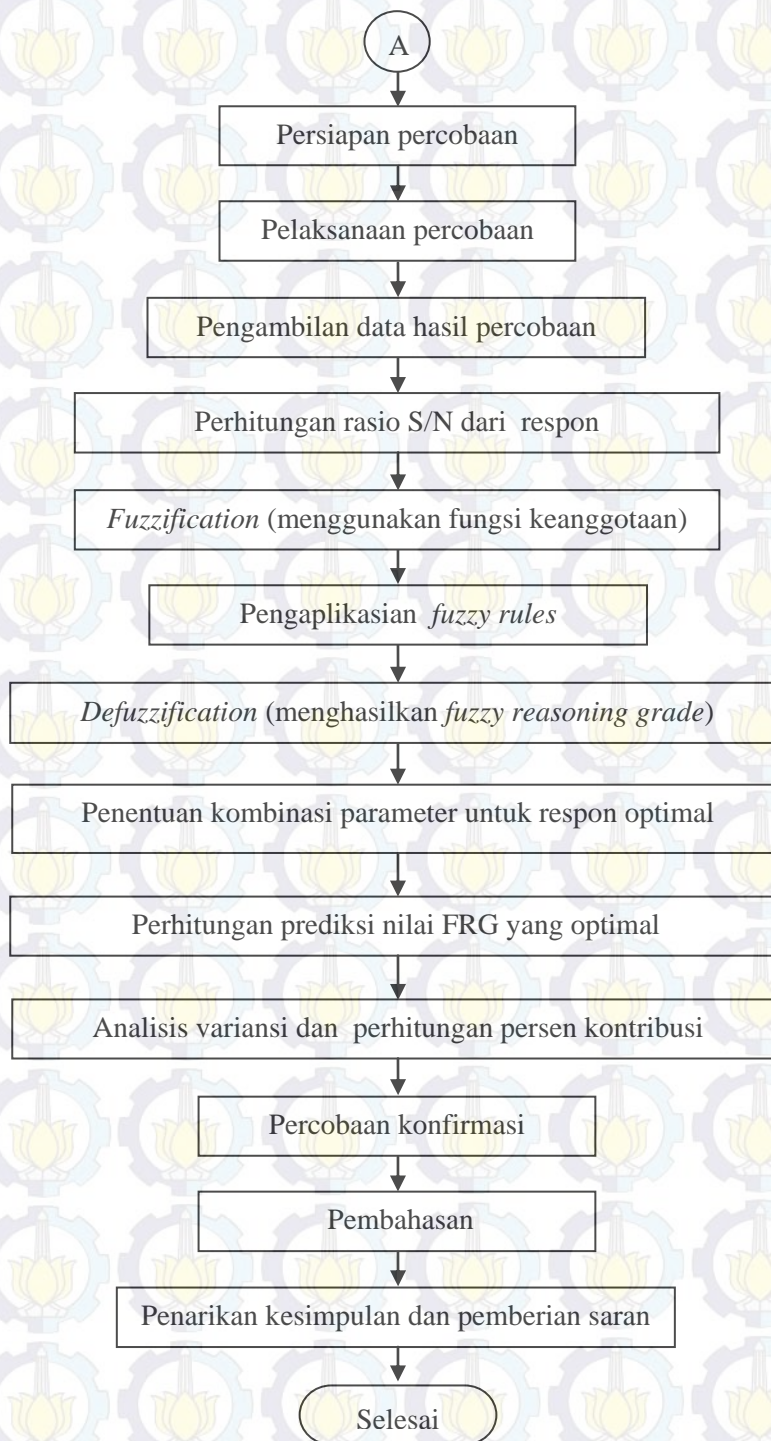 A
Persiapan percobaan
Pelaksanaan percobaan
Pengambilan data hasil percobaan
Perhitungan rasio S/N dari respon
Fuzzification (menggunakan fungsi keanggotaan)
Pengaplikasian fuzzy rules
Defuzzification (menghasilkan fuzzy reasoning grade)
Penentuan kombinasi parameter untuk respon optimal
Perhitungan prediksi nilai FRG yang optimal
Analisis variansi dan perhitungan persen kontribusi
Percobaan konfirmasi
Pembahasan
Penarikan kesimpulan dan pemberian saran
Selesai